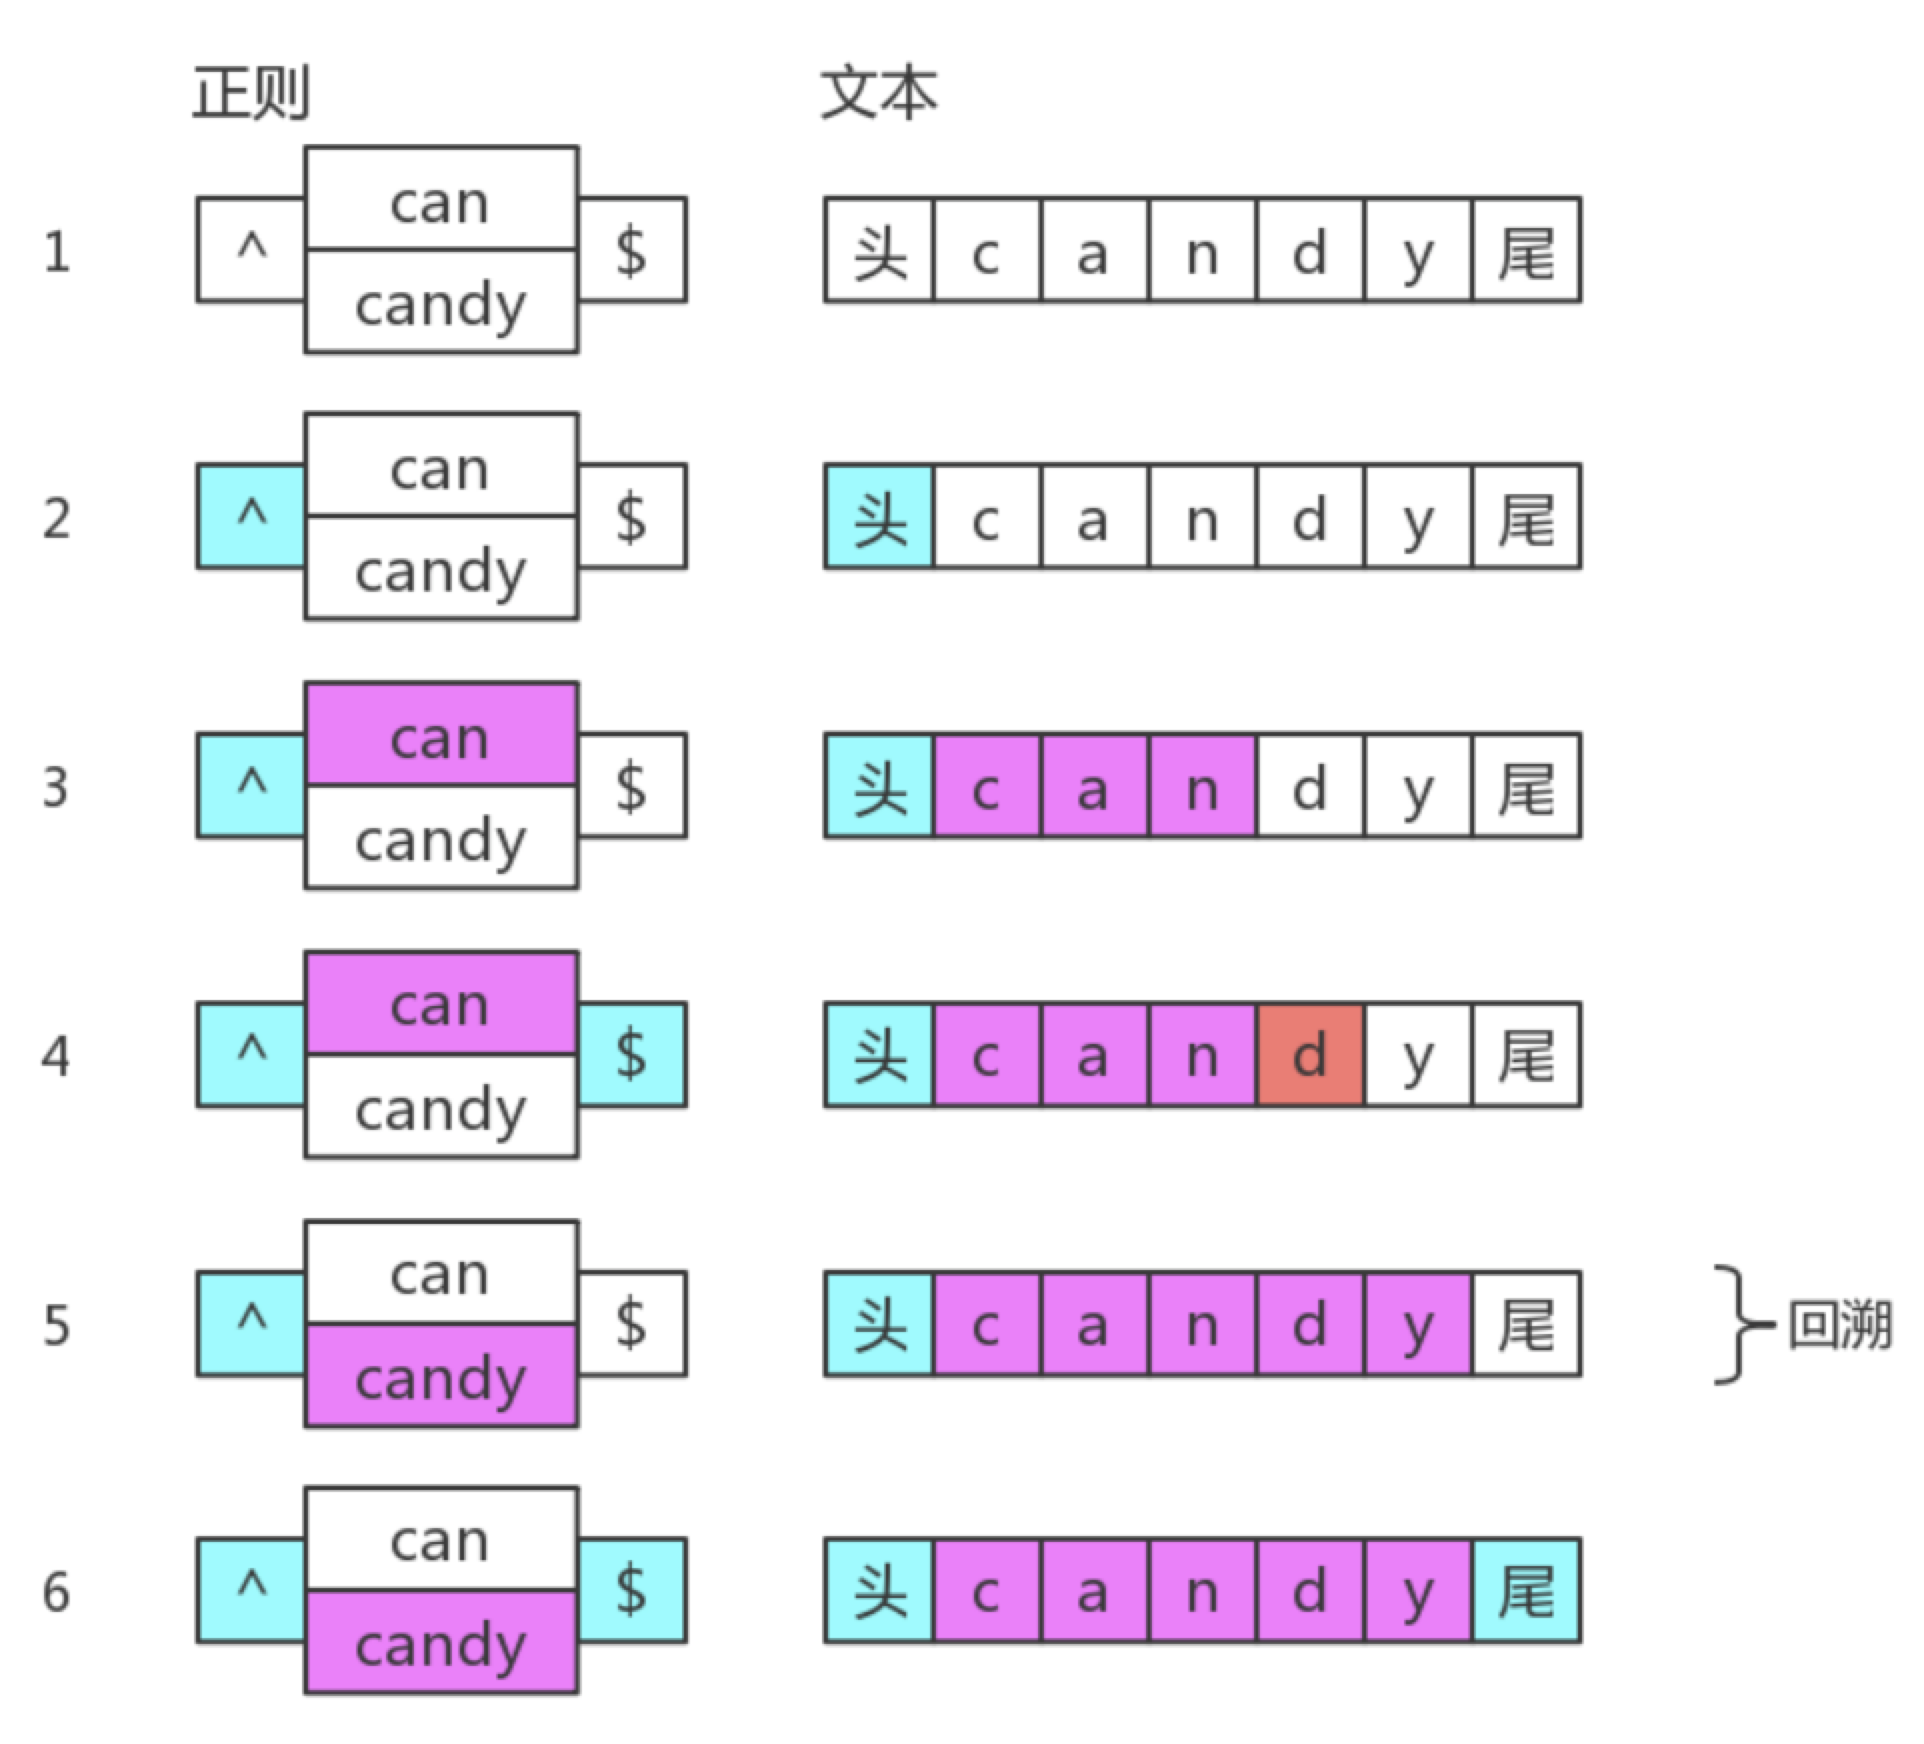 正则 文本
can
1 ^ $ 头 c a n d y 尾
candy
can
2 ^ $ 头 c a n d y 尾
candy
can
3 ^ $ 头 c a n d y 尾
candy
can
4 ^ $ 头 c a n d y 尾
candy
can
5 ^ $ 头 c a n d y 尾 回溯
candy
can
6 ^ $ 头 c a n d y 尾
candy